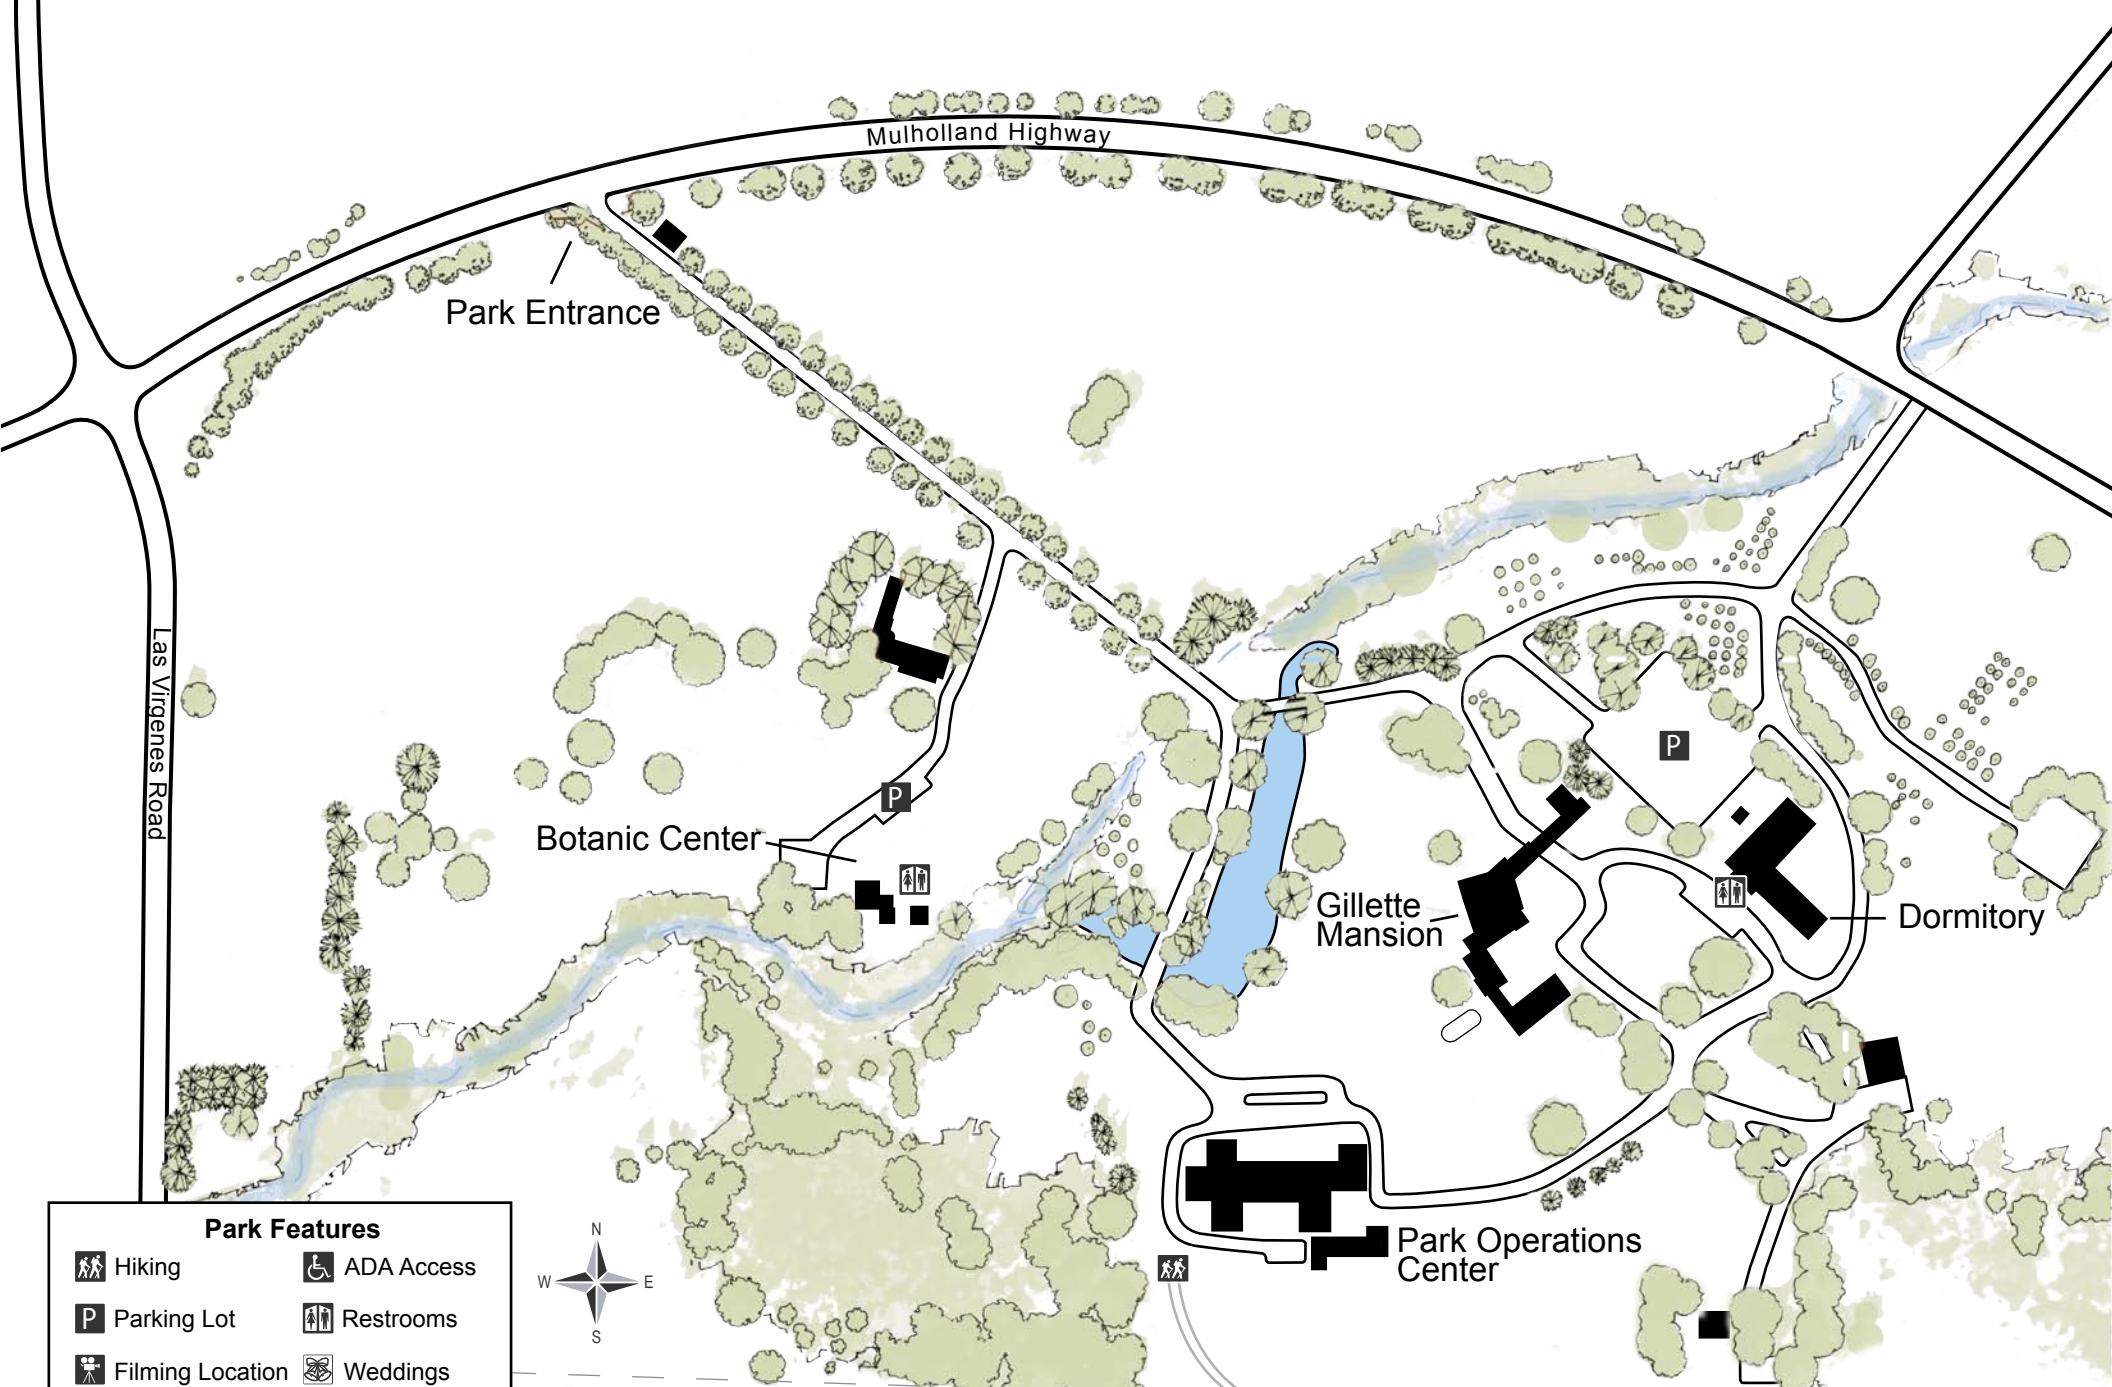 Mulholland Highway
Park Entrance
Las Virgenes Road
P
P
Botanic Center
Gillette
Mansion
Dormitory
Park Operations
Center
Park Features
Hiking
ADA Access
P
Parking Lot
Restrooms
Filming Location
Weddings
N
W
E
S